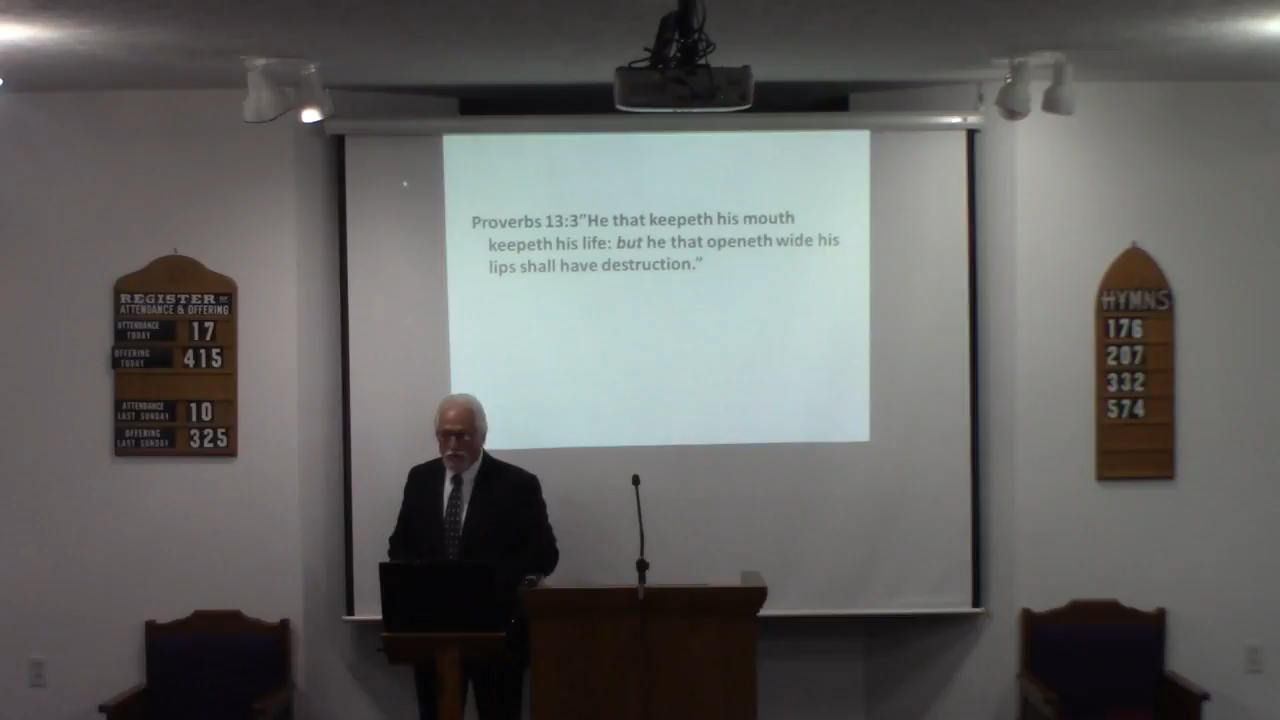 Proverbs 13:3"He that keepeth his mouth
keepeth his life: but he that openeth wide his
lips shall have destruction."
REGISTER OF
ATTENDANCE & OFFERING
ATTENDANCE TODAY 17
OFFERING TODAY 415
ATTENDANCE LAST SUNDAY 10
OFFERING LAST SUNDAY 325
HYMNS
176
207
332
574